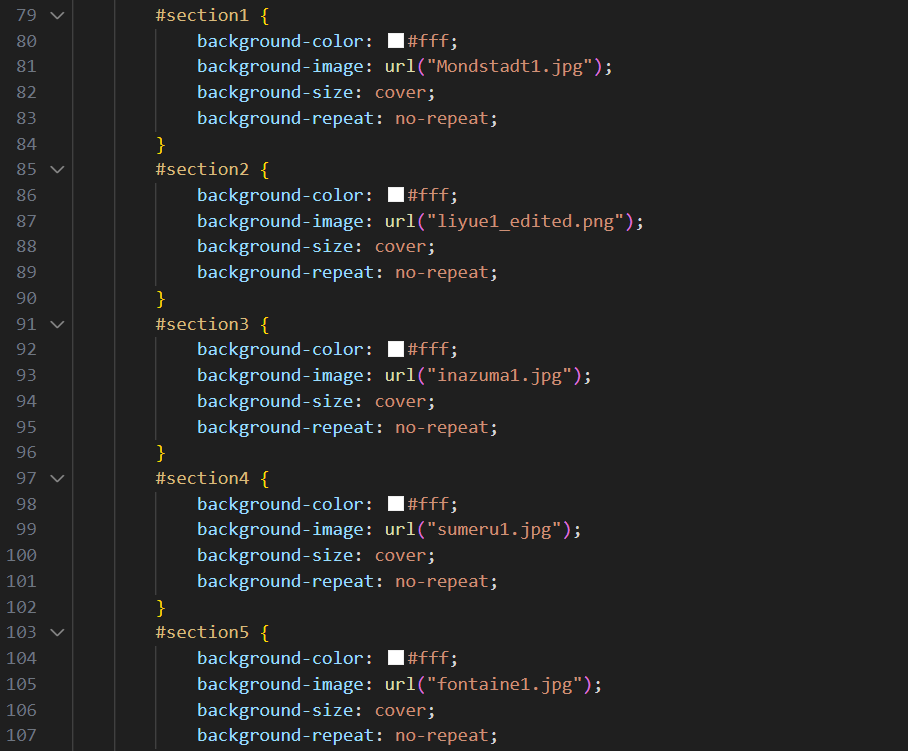 79 #section1 {
80 background-color: #fff;
81 background-image: url("Mondstadt1.jpg");
82 background-size: cover;
83 background-repeat: no-repeat;
84 }
85 #section2 {
86 background-color: #fff;
87 background-image: url("liyue1_edited.png");
88 background-size: cover;
89 background-repeat: no-repeat;
90 }
91 #section3 {
92 background-color: #fff;
93 background-image: url("inazuma1.jpg");
94 background-size: cover;
95 background-repeat: no-repeat;
96 }
97 #section4 {
98 background-color: #fff;
99 background-image: url("sumeru1.jpg");
100 background-size: cover;
101 background-repeat: no-repeat;
102 }
103 #section5 {
104 background-color: #fff;
105 background-image: url("fontaine1.jpg");
106 background-size: cover;
107 background-repeat: no-repeat;